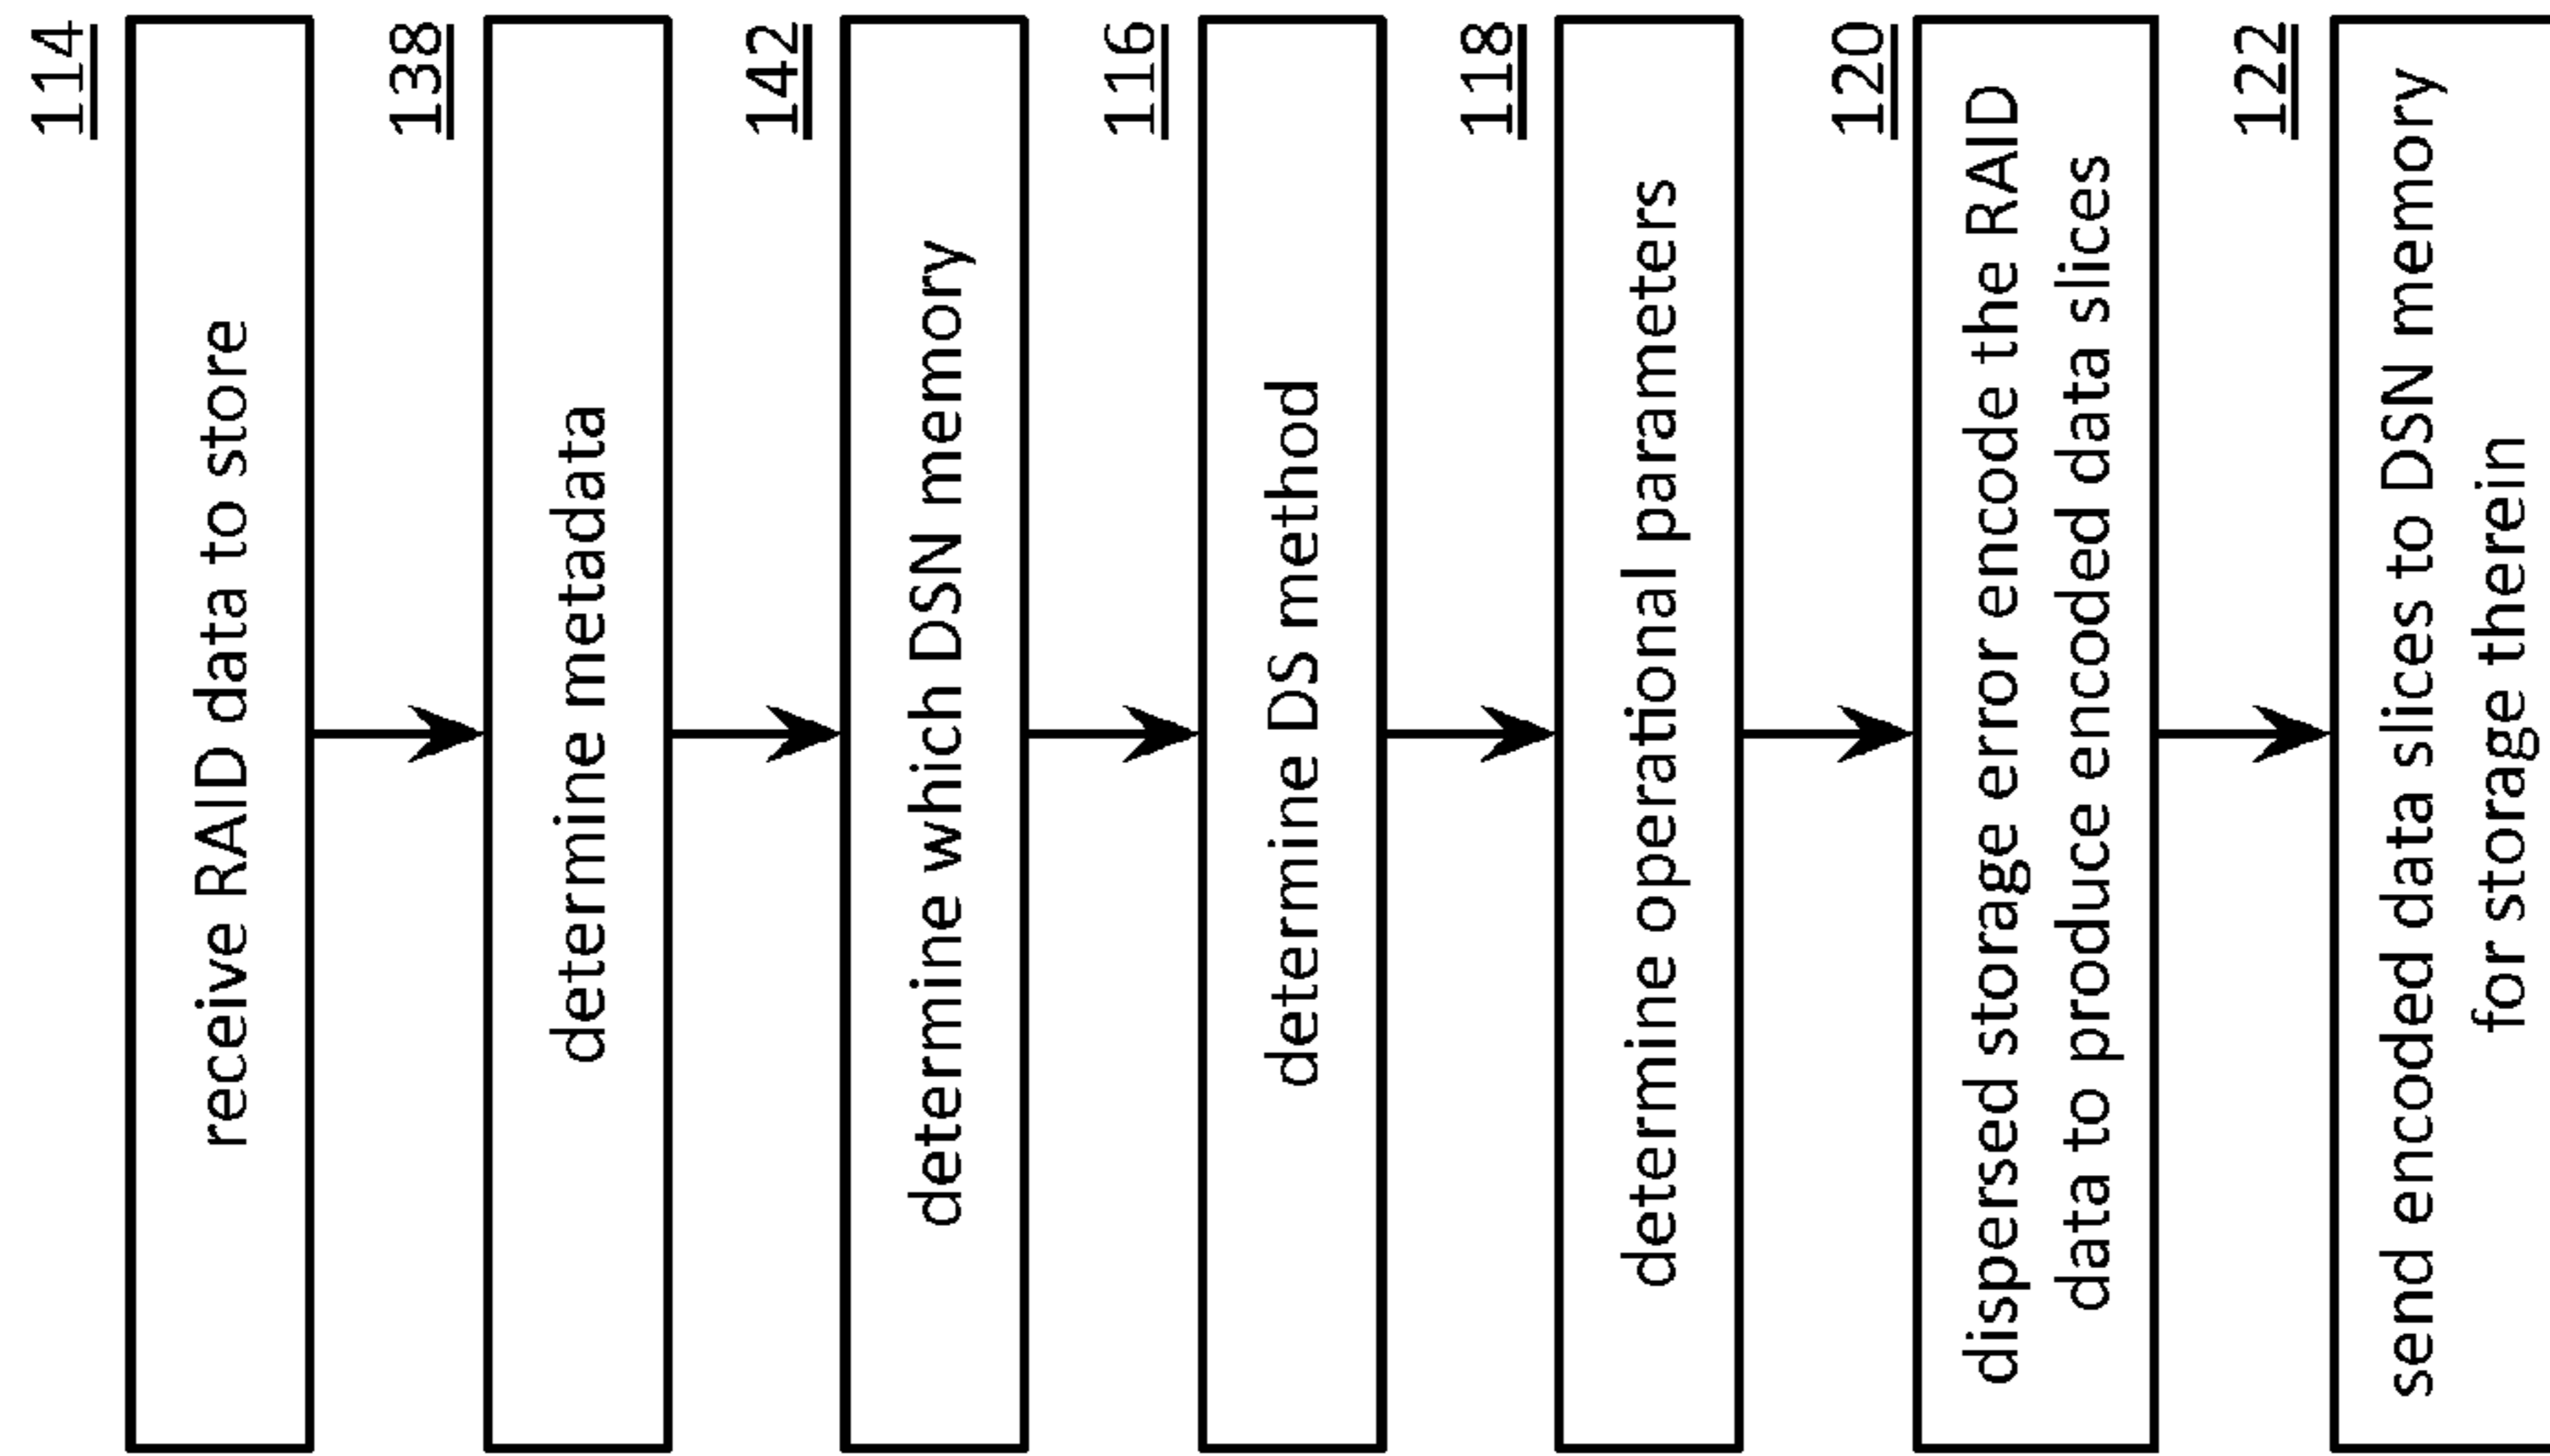 114
receive RAID data to store
138
determine metadata
142
determine which DSN memory
116
determine DS method
118
determine operational parameters
120
dispersed storage error encode the RAID
data to produce encoded data slices
122
send encoded data slices to DSN memory
for storage therein